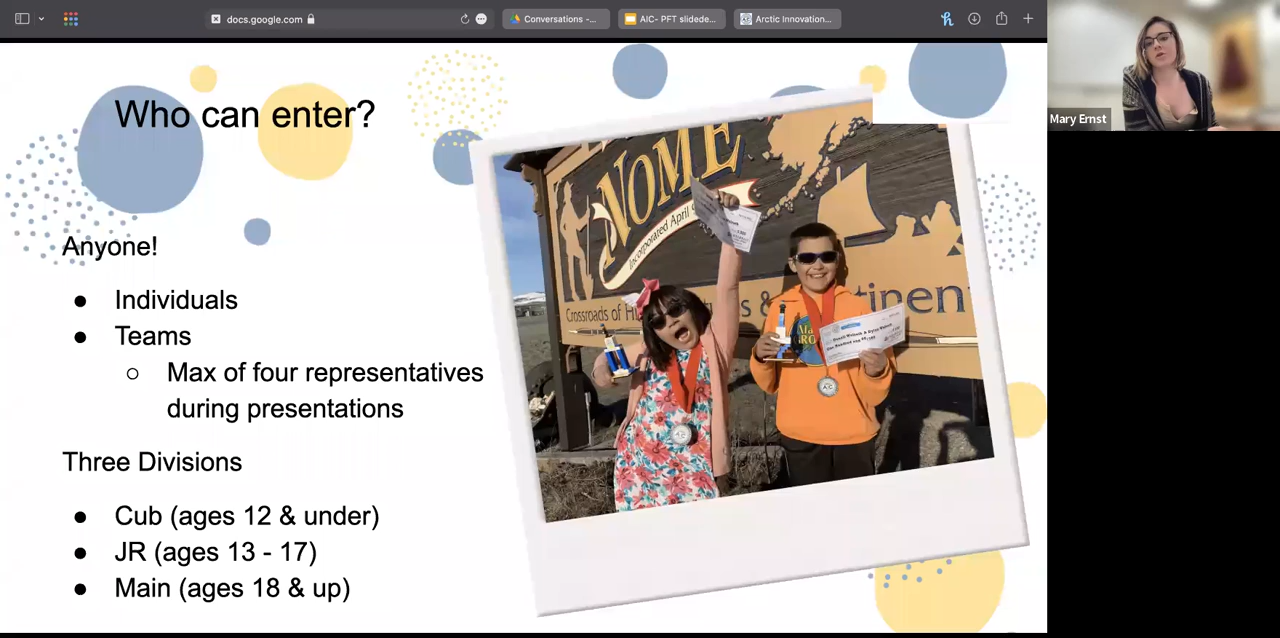 docs.google.com
Conversations -...
AIC- PFT slidede...
Arctic Innovation...
Mary Ernst
Who can enter?
Anyone!
● Individuals
● Teams
○ Max of four representatives
during presentations
Three Divisions
● Cub (ages 12 & under)
● JR (ages 13 - 17)
● Main (ages 18 & up)
NOME
Incorporated April
Crossroads of
&